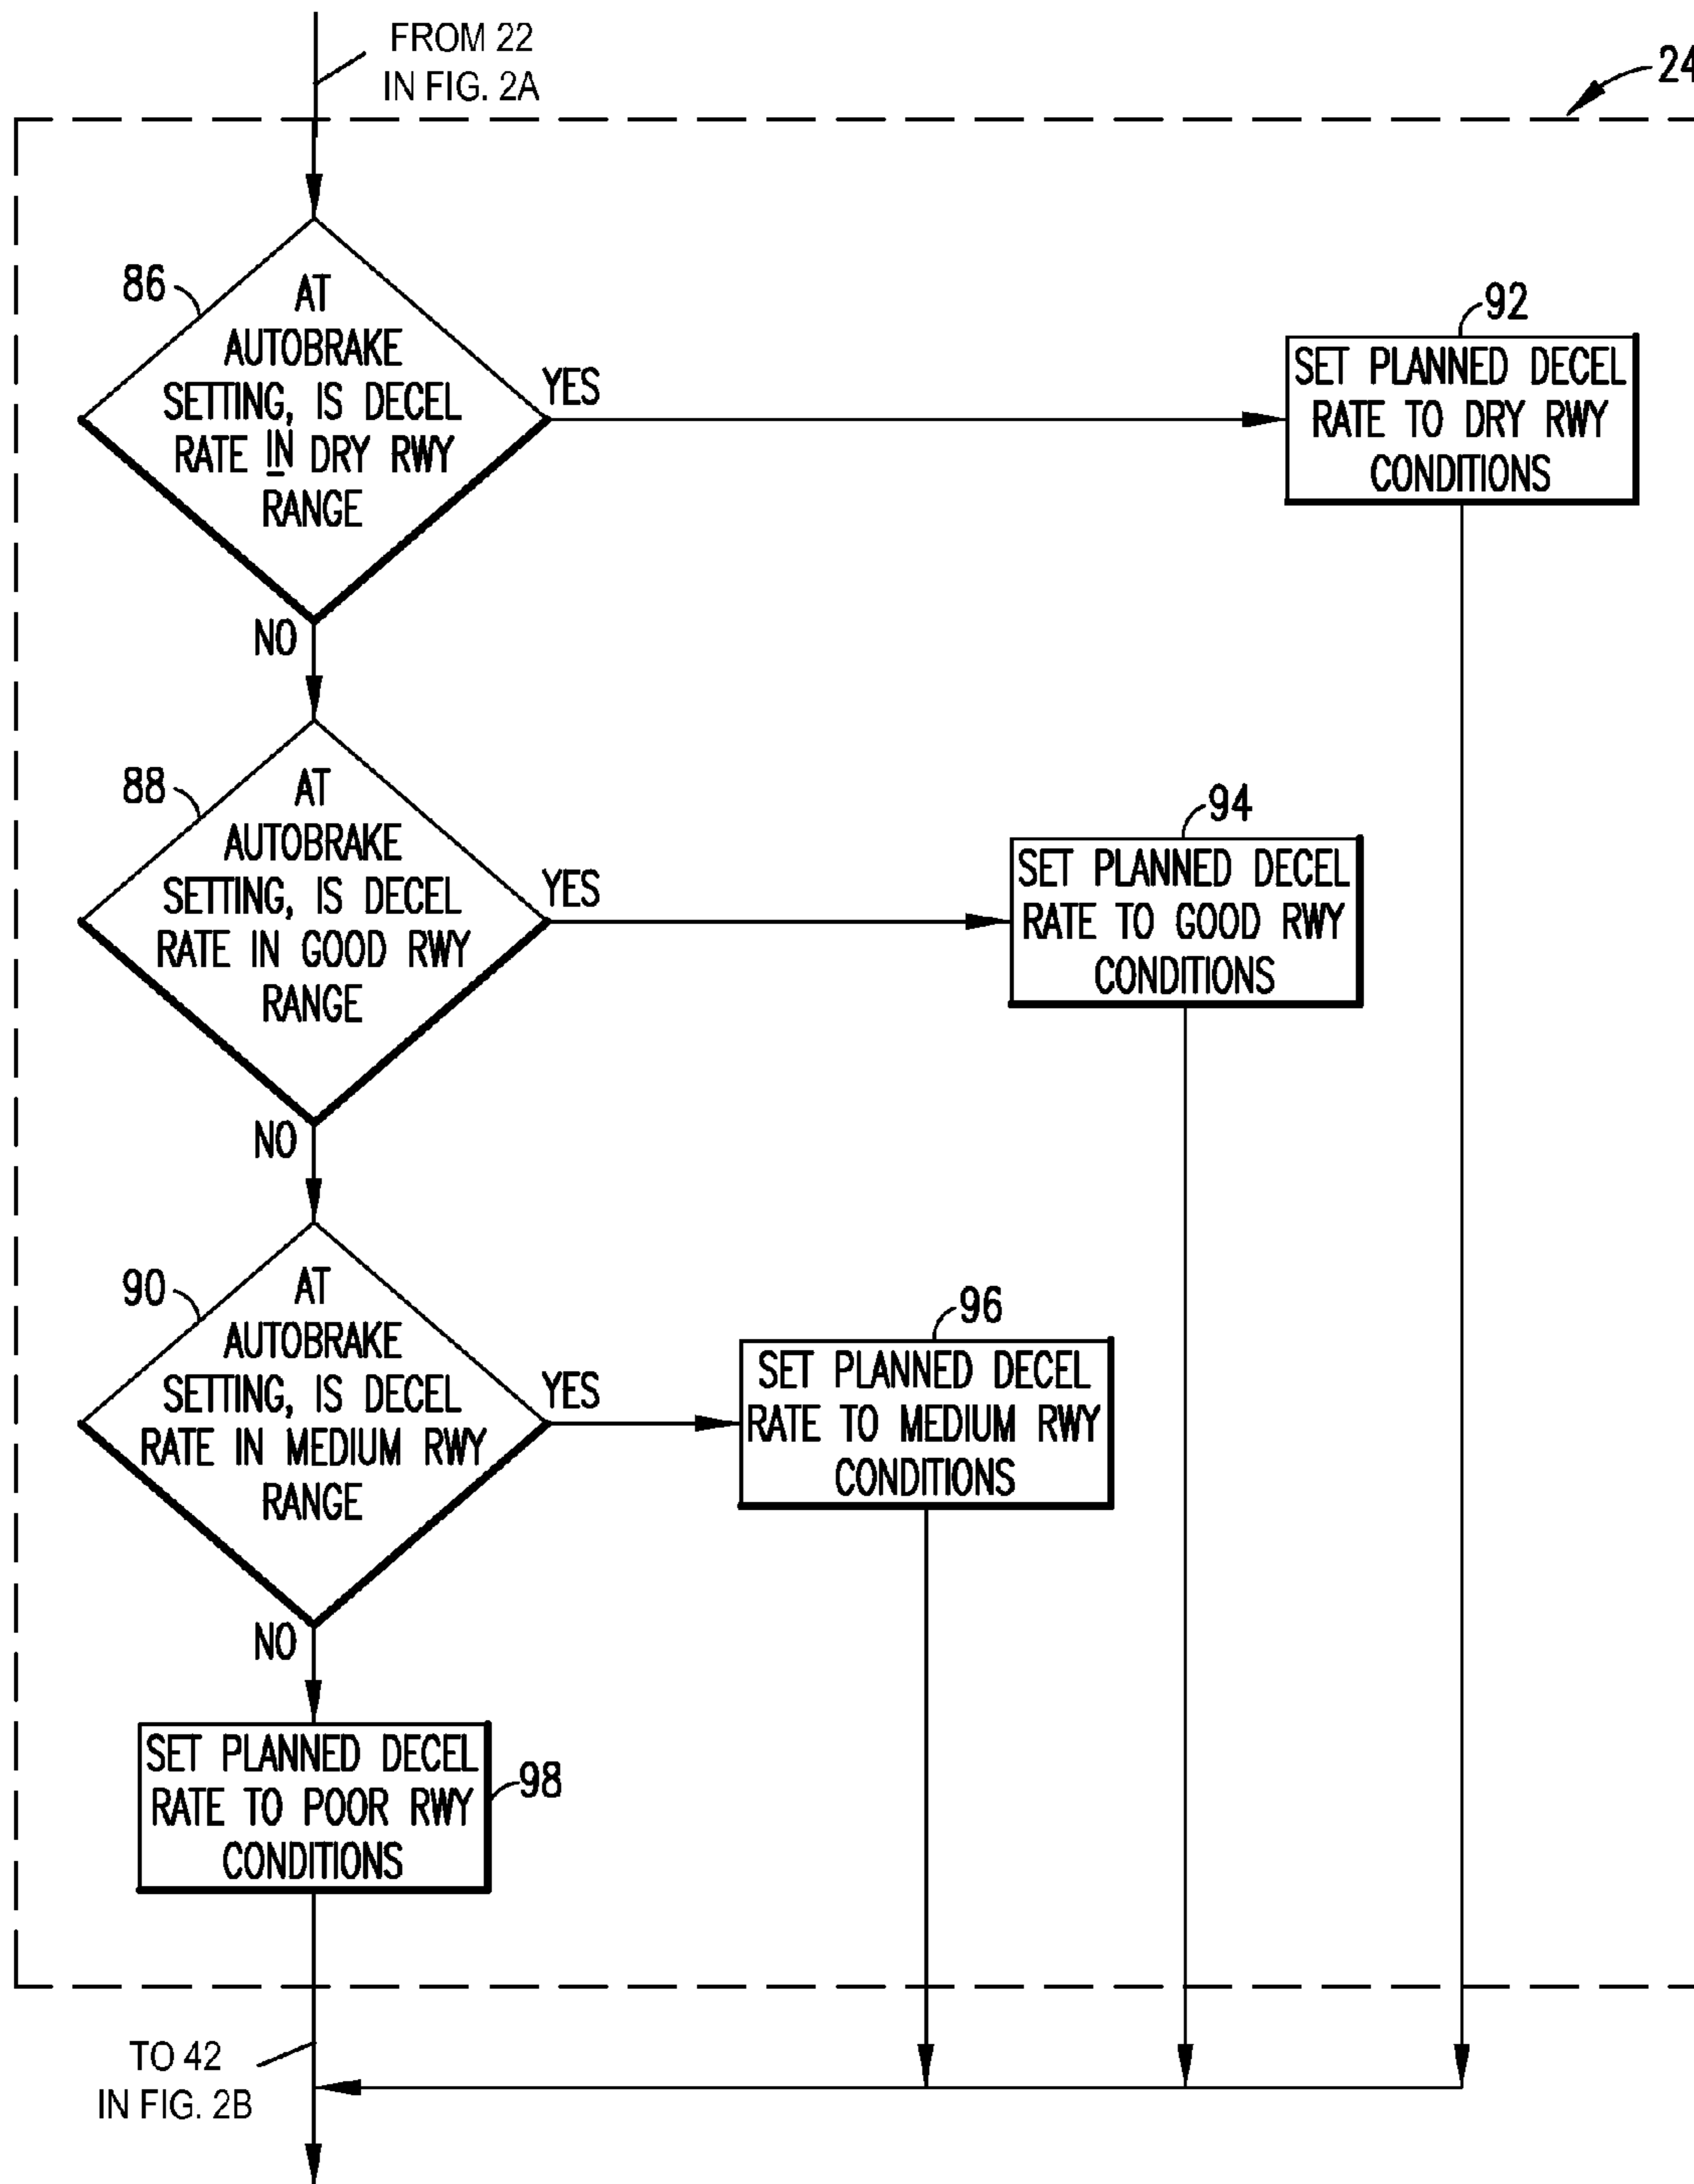 FROM 22
IN FIG. 2A
24
86
AT
AUTOBRAKE
SETTING, IS DECEL
RATE IN DRY RWY
RANGE
YES
92
SET PLANNED DECEL
RATE TO DRY RWY
CONDITIONS
NO
88
AT
AUTOBRAKE
SETTING, IS DECEL
RATE IN GOOD RWY
RANGE
YES
94
SET PLANNED DECEL
RATE TO GOOD RWY
CONDITIONS
NO
90
AT
AUTOBRAKE
SETTING, IS DECEL
RATE IN MEDIUM RWY
RANGE
YES
96
SET PLANNED DECEL
RATE TO MEDIUM RWY
CONDITIONS
NO
SET PLANNED DECEL
RATE TO POOR RWY
CONDITIONS
98
TO 42
IN FIG. 2B